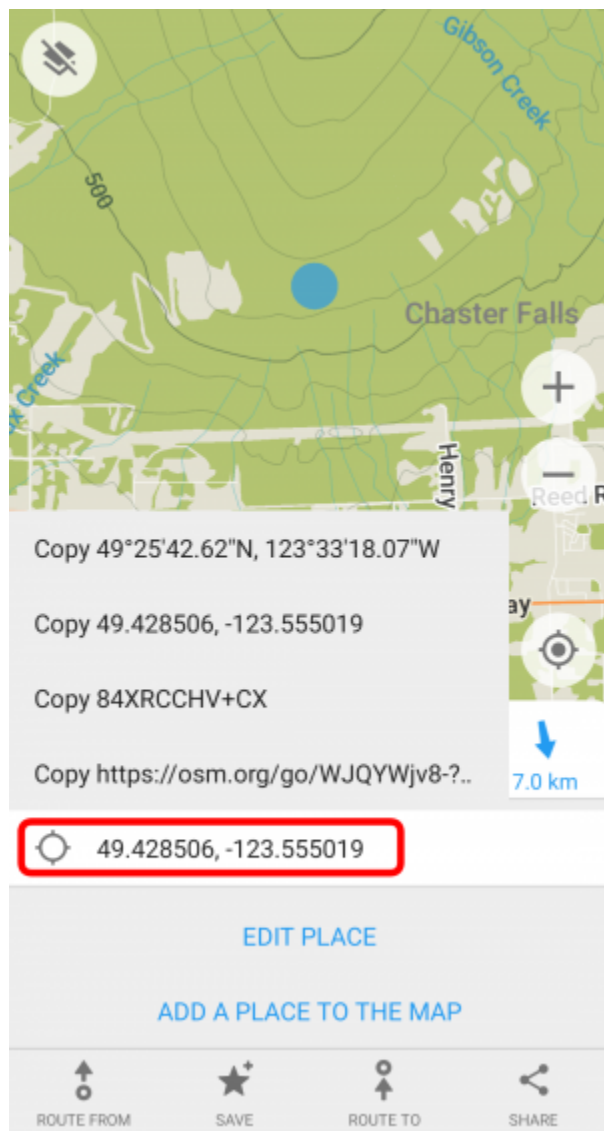 Gibson Creek
500
Chaster Falls
Creek
Henry
Reed R
Copy 49°25'42.62"N, 123°33'18.07"W
ay
Copy 49.428506, -123.555019
Copy 84XRCCHV+CX
Copy https://osm.org/go/WJQYWjv8-?..
7.0 km
49.428506, -123.555019
EDIT PLACE
ADD A PLACE TO THE MAP
ROUTE FROM
SAVE
ROUTE TO
SHARE